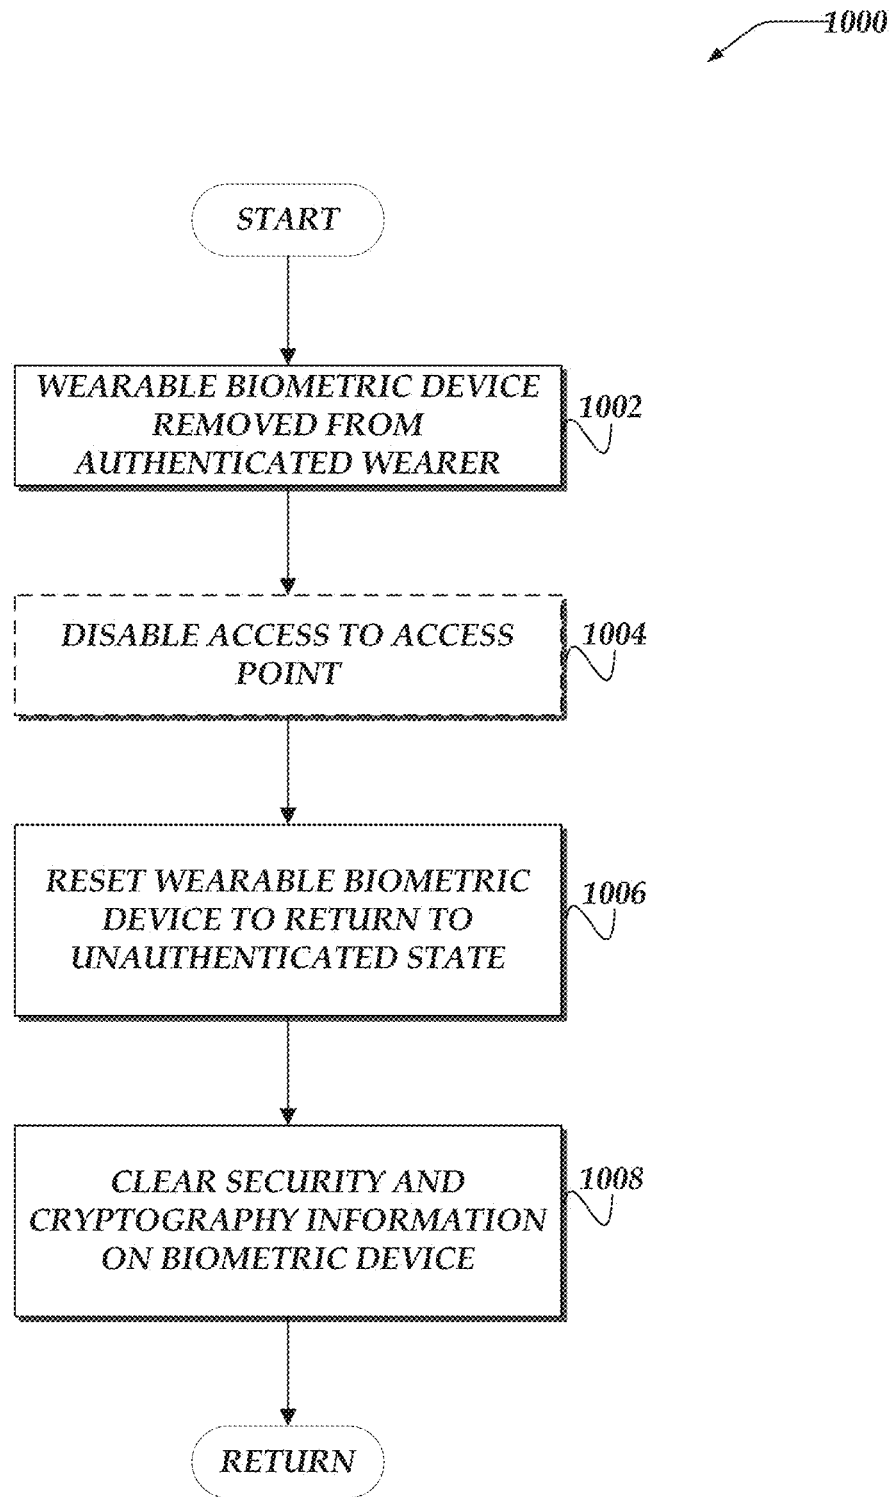 1000
START
WEARABLE BIOMETRIC DEVICE
REMOVED FROM
AUTHENTICATED WEARER
1002
DISABLE ACCESS TO ACCESS
POINT
1004
RESET WEARABLE BIOMETRIC
DEVICE TO RETURN TO
UNAUTHENTICATED STATE
1006
CLEAR SECURITY AND
CRYPTOGRAPHY INFORMATION
ON BIOMETRIC DEVICE
1008
RETURN